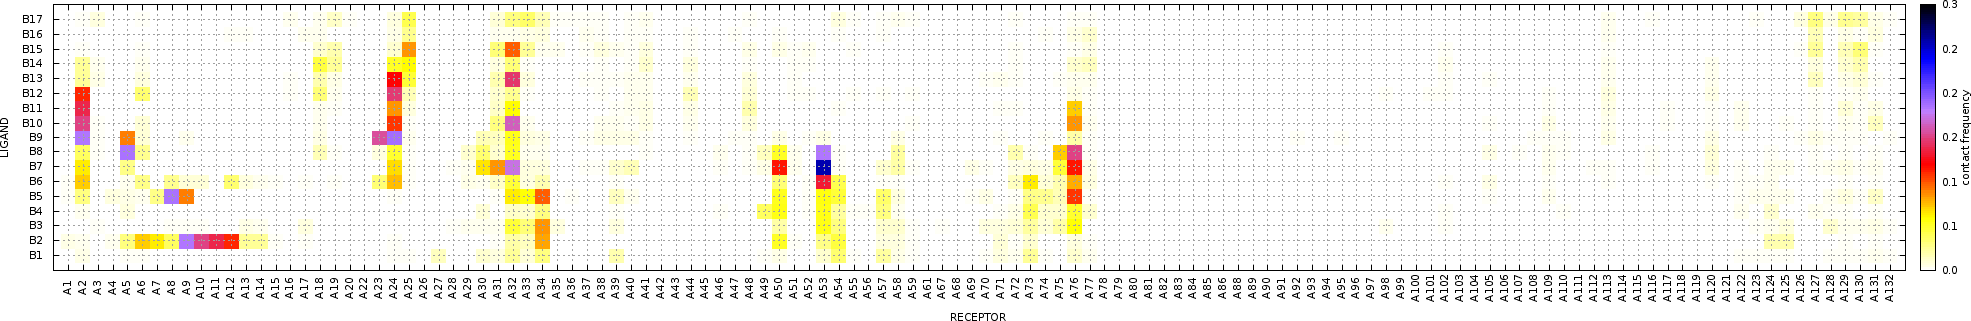 B17
B16
B15
B14
B13
B12
B11
B10
B9
B8
B7
B6
B5
B4
B3
B2
B1
LIGAND
A1 A2 A3 A4 A5 A6 A7 A8 A9 A10 A11 A12 A13 A14 A15 A16 A17 A18 A19 A20 A22 A23 A24 A25 A26 A27 A28 A29 A30 A31 A32 A33 A34 A35 A36 A37 A38 A39 A40 A41 A42 A43 A44 A45 A46 A47 A48 A49 A50 A51 A52 A53 A54 A55 A56 A57 A58 A59 A61 A67 A68 A69 A70 A71 A72 A73 A74 A75 A76 A77 A78 A79 A80 A81 A82 A83 A84 A85 A86 A88 A89 A90 A91 A92 A93 A94 A95 A96 A97 A98 A99 A100 A101 A102 A103 A104 A105 A106 A107 A108 A109 A110 A111 A112 A113 A114 A115 A116 A117 A118 A119 A120 A121 A122 A123 A124 A125 A126 A127 A128 A129 A130 A131 A132
RECEPTOR
0.3
0.2
0.2
0.2
0.1
0.1
0.0
contact frequency